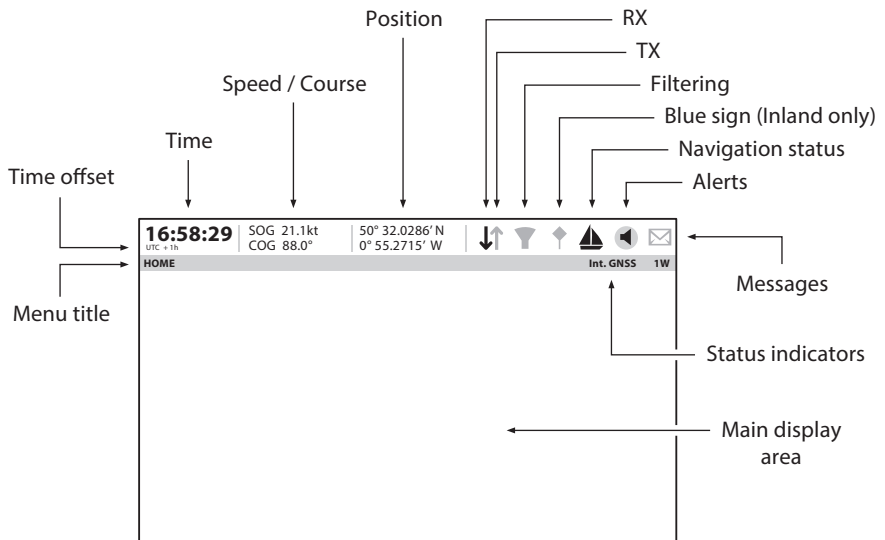 Position
RX
TX
Speed / Course
Filtering
Blue sign (Inland only)
Time
Navigation status
Time offset
Alerts
16:58:29
UTC + 1h
SOG 21.1kt
COG 88.0°
50° 32.0286′ N
0° 55.2715′ W
HOME
Int. GNSS 1W
Messages
Menu title
Status indicators
Main display
area